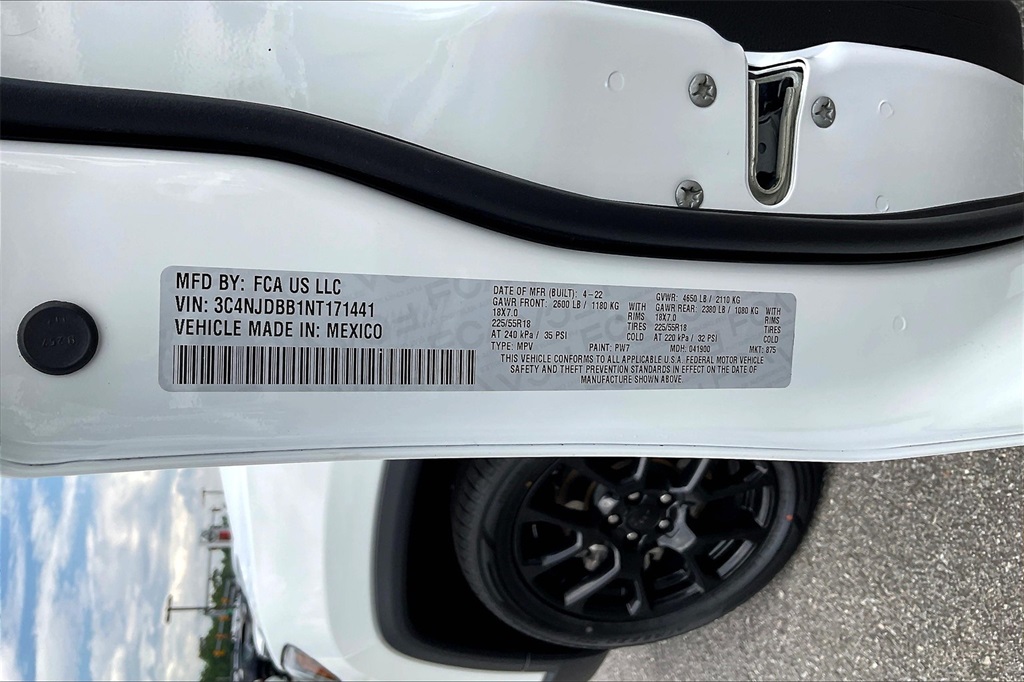 MFD BY: FCA US LLC
VIN: 3C4NJDBB1NT171441
VEHICLE MADE IN: MEXICO
DATE OF MFR (BUILT): 4-22
GAWR FRONT: 2600 LB / 1180 KG WITH
18X7.0 RIMS
225/55R18 TIRES
AT 240 kPa / 35 PSI COLD
GVWR: 4650 LB / 2110 KG
GAWR REAR: 2380 LB / 1080 KG WITH
18X7.0 RIMS
225/55R18 TIRES
AT 220 kPa / 32 PSI COLD
TYPE: MPV PAINT: PW7 MDH: 041900 MKT: 875
THIS VEHICLE CONFORMS TO ALL APPLICABLE U.S.A. FEDERAL MOTOR VEHICLE
SAFETY AND THEFT PREVENTION STANDARDS IN EFFECT ON THE DATE OF
MANUFACTURE SHOWN ABOVE.